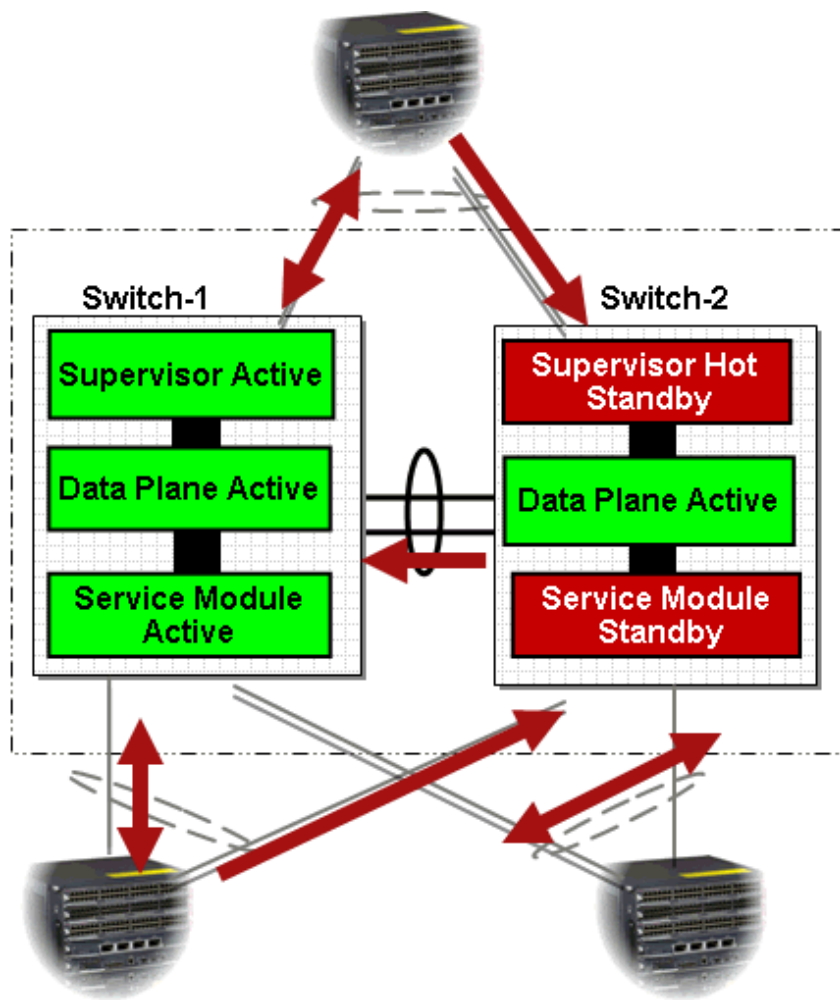 Switch-1
Supervisor Active
Data Plane Active
Service Module
Active
Switch-2
Supervisor Hot
Standby
Data Plane Active
Service Module
Standby